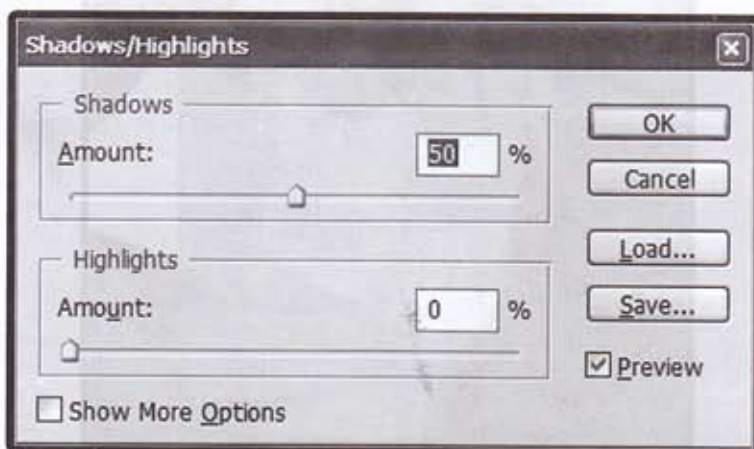 Shadows/Highlights
Shadows
Amount:
50
%
Highlights
Amount:
0
%
Show More Options
OK
Cancel
Load...
Save...
Preview